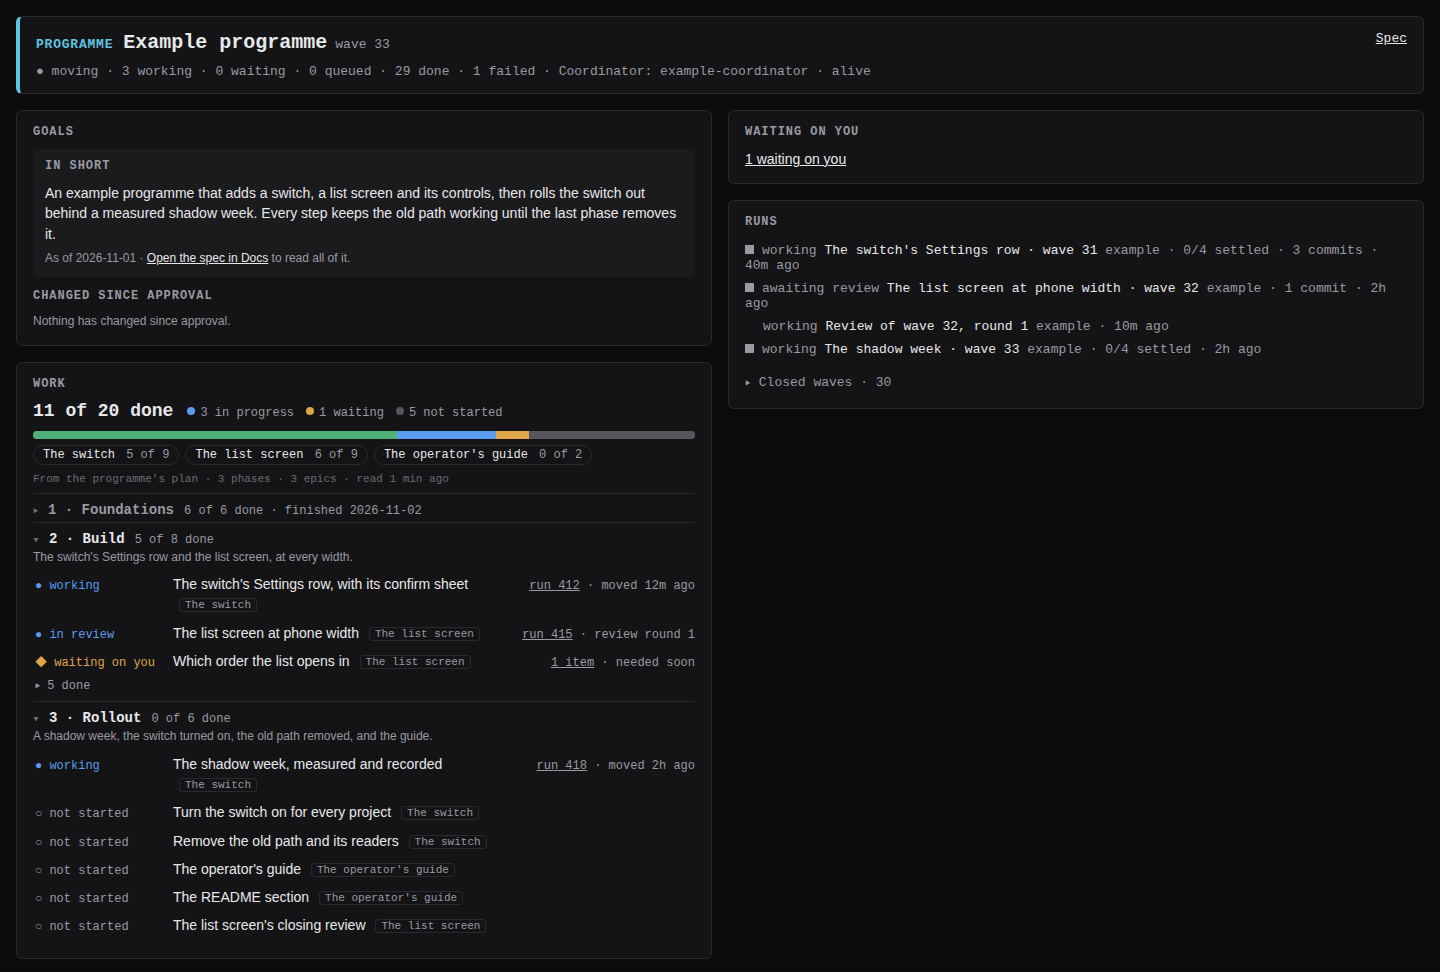 PROGRAMME Example programme wave 33
Spec
● moving · 3 working · 0 waiting · 0 queued · 29 done · 1 failed · Coordinator: example-coordinator · alive
GOALS
IN SHORT
An example programme that adds a switch, a list screen and its controls, then rolls the switch out
behind a measured shadow week. Every step keeps the old path working until the last phase removes
it.
As of 2026-11-01 · Open the spec in Docs to read all of it.
CHANGED SINCE APPROVAL
Nothing has changed since approval.
WORK
11 of 20 done 3 in progress 1 waiting 5 not started
The switch 5 of 9 The list screen 6 of 9 The operator's guide 0 of 2
From the programme's plan · 3 phases · 3 epics · read 1 min ago
▸ 1 · Foundations 6 of 6 done · finished 2026-11-02
▾ 2 · Build 5 of 8 done
The switch's Settings row and the list screen, at every width.
● working The switch's Settings row, with its confirm sheet run 412 · moved 12m ago
The switch
● in review The list screen at phone width The list screen run 415 · review round 1
◆ waiting on you Which order the list opens in The list screen 1 item · needed soon
▸ 5 done
▾ 3 · Rollout 0 of 6 done
A shadow week, the switch turned on, the old path removed, and the guide.
● working The shadow week, measured and recorded run 418 · moved 2h ago
The switch
○ not started Turn the switch on for every project The switch
○ not started Remove the old path and its readers The switch
○ not started The operator's guide The operator's guide
○ not started The README section The operator's guide
○ not started The list screen's closing review The list screen
WAITING ON YOU
1 waiting on you
RUNS
working The switch's Settings row · wave 31 example · 0/4 settled · 3 commits ·
40m ago
awaiting review The list screen at phone width · wave 32 example · 1 commit · 2h
ago
working Review of wave 32, round 1 example · 10m ago
working The shadow week · wave 33 example · 0/4 settled · 2h ago
▸ Closed waves · 30